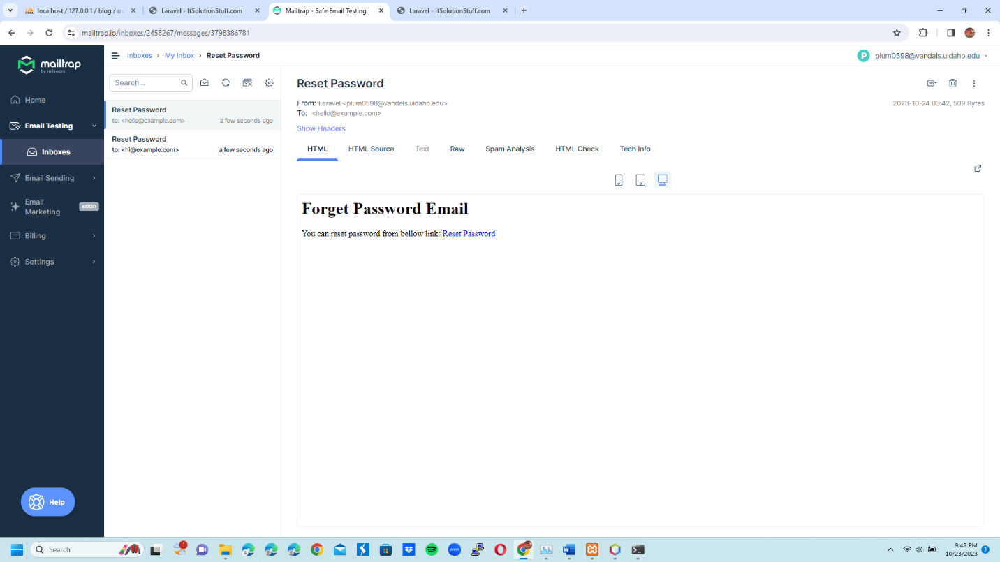 localhost / 127.0.0.1 / blog / us
Laravel - ItSolutionStuff.com
Mailtrap - Safe Email Testing
Laravel - ItSolutionStuff.com
mailtrap.io/inboxes/2458267/messages/3798386781
mailtrap
by railsware
Inboxes > My Inbox > Reset Password
P plum0598@vandals.uidaho.edu
Home
Email Testing
Inboxes
Email Sending
Email
Marketing
soon
Billing
Settings
Help
Search...
Reset Password
to: <hello@example.com> a few seconds ago
Reset Password
to: <hi@example.com> a few seconds ago
Reset Password
From: Laravel <plum0598@vandals.uidaho.edu>
2023-10-24 03:42, 509 Bytes
To: <hello@example.com>
Show Headers
HTML HTML Source Text Raw Spam Analysis HTML Check Tech Info
Forget Password Email
You can reset password from bellow link: Reset Password
Search
1
zoom
9:42 PM
10/23/2023
3